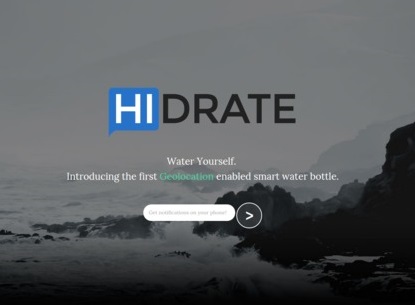 HIDRATE
Water Yourself.
Introducing the first Geolocation enabled smart water bottle.
Get notifications on your phone!
>